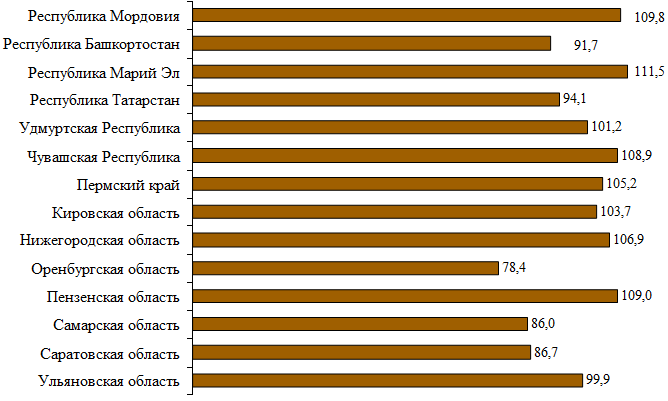 Республика Мордовия 109,8
Республика Башкортостан 91,7
Республика Марий Эл 111,5
Республика Татарстан 94,1
Удмуртская Республика 101,2
Чувашская Республика 108,9
Пермский край 105,2
Кировская область 103,7
Нижегородская область 106,9
Оренбургская область 78,4
Пензенская область 109,0
Самарская область 86,0
Саратовская область 86,7
Ульяновская область 99,9